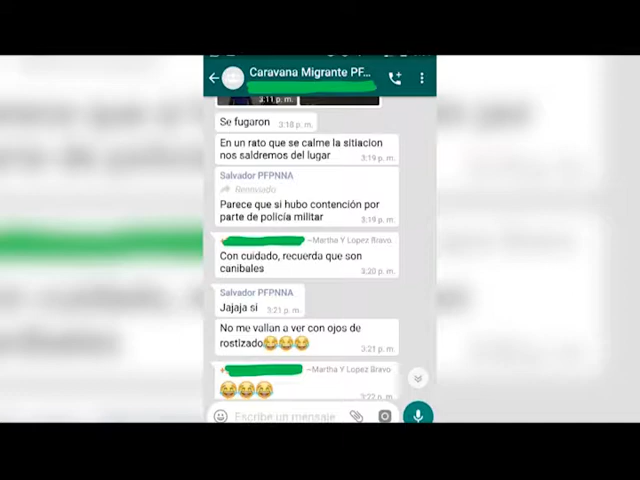 Caravana Migrante PF...
3:11 p. m.
Se fugaron 3:18 p. m.
En un rato que se calme la sitiacion
nos saldremos del lugar
3:19 p. m.
Salvador PFPNNA
Reenviado
Parece que si hubo contención por
parte de policía militar
3:19 p. m.
~Martha Y Lopez Bravo
Con cuidado, recuerda que son
canibales
3:20 p. m.
Salvador PFPNNA
Jajaja si 3:21 p. m.
No me vallan a ver con ojos de
rostizado😂😂😂
3:21 p. m.
~Martha Y Lopez Bravo
😂😂😂
3:22 p. m.
Escribe un mensaje